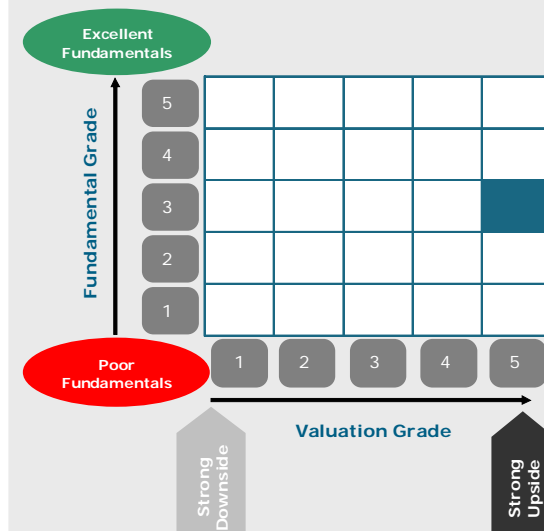 Excellent
Fundamentals
Fundamental Grade
5
4
3
2
1
Poor
Fundamentals
1
2
3
4
5
Valuation Grade
Strong
Downside
Strong
Upside